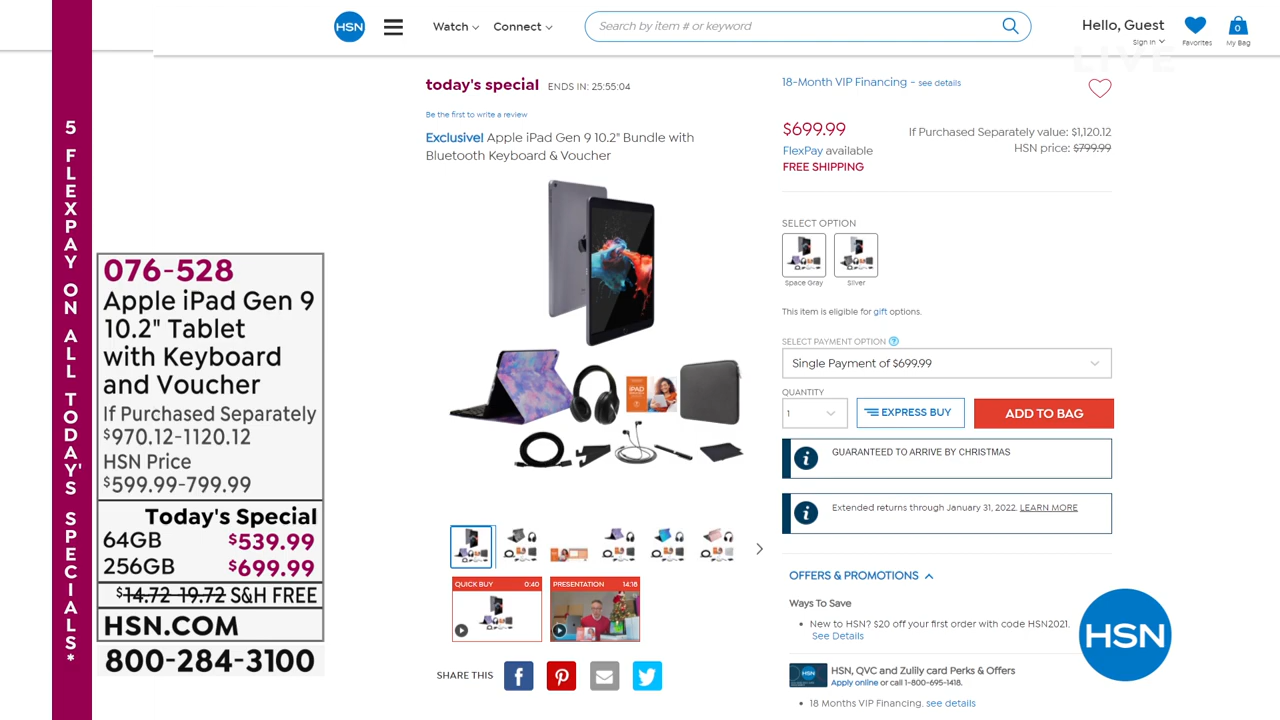 5 FLEXPAY ON ALL TODAY'S SPECIALS*
076-528
Apple iPad Gen 9
10.2" Tablet
with Keyboard
and Voucher
If Purchased Separately
$970.12-1120.12
HSN Price
$599.99-799.99
Today's Special
64GB $539.99
256GB $699.99
$14.72-19.72 S&H FREE
HSN.COM
800-284-3100
HSN
Watch
Connect
Search by item # or keyword
Hello, Guest
Sign In
Favorites
0
My Bag
LIVE
today's special ENDS IN: 25:55:04
Be the first to write a review
Exclusive! Apple iPad Gen 9 10.2" Bundle with
Bluetooth Keyboard & Voucher
QUICK BUY 0:40
PRESENTATION 14:18
SHARE THIS
18-Month VIP Financing - see details
$699.99
If Purchased Separately value: $1,120.12
FlexPay available
HSN price: $799.99
FREE SHIPPING
SELECT OPTION
Space Gray
Silver
This item is eligible for gift options.
SELECT PAYMENT OPTION ?
Single Payment of $699.99
QUANTITY
1
EXPRESS BUY
ADD TO BAG
GUARANTEED TO ARRIVE BY CHRISTMAS
Extended returns through January 31, 2022. LEARN MORE
OFFERS & PROMOTIONS
Ways To Save
New to HSN? $20 off your first order with code HSN2021.
See Details
HSN, QVC and Zulily card Perks & Offers
Apply online or call 1-800-695-1418.
18 Months VIP Financing. see details
HSN